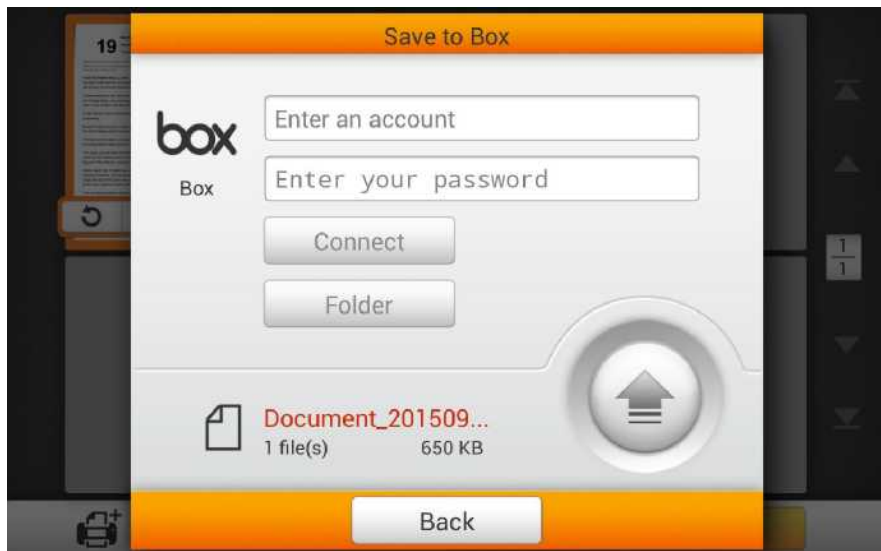 Save to Box
19
box
Box
Enter an account
Enter your password
Connect
Folder
1
1
Document_201509...
1 file(s) 650 KB
Back